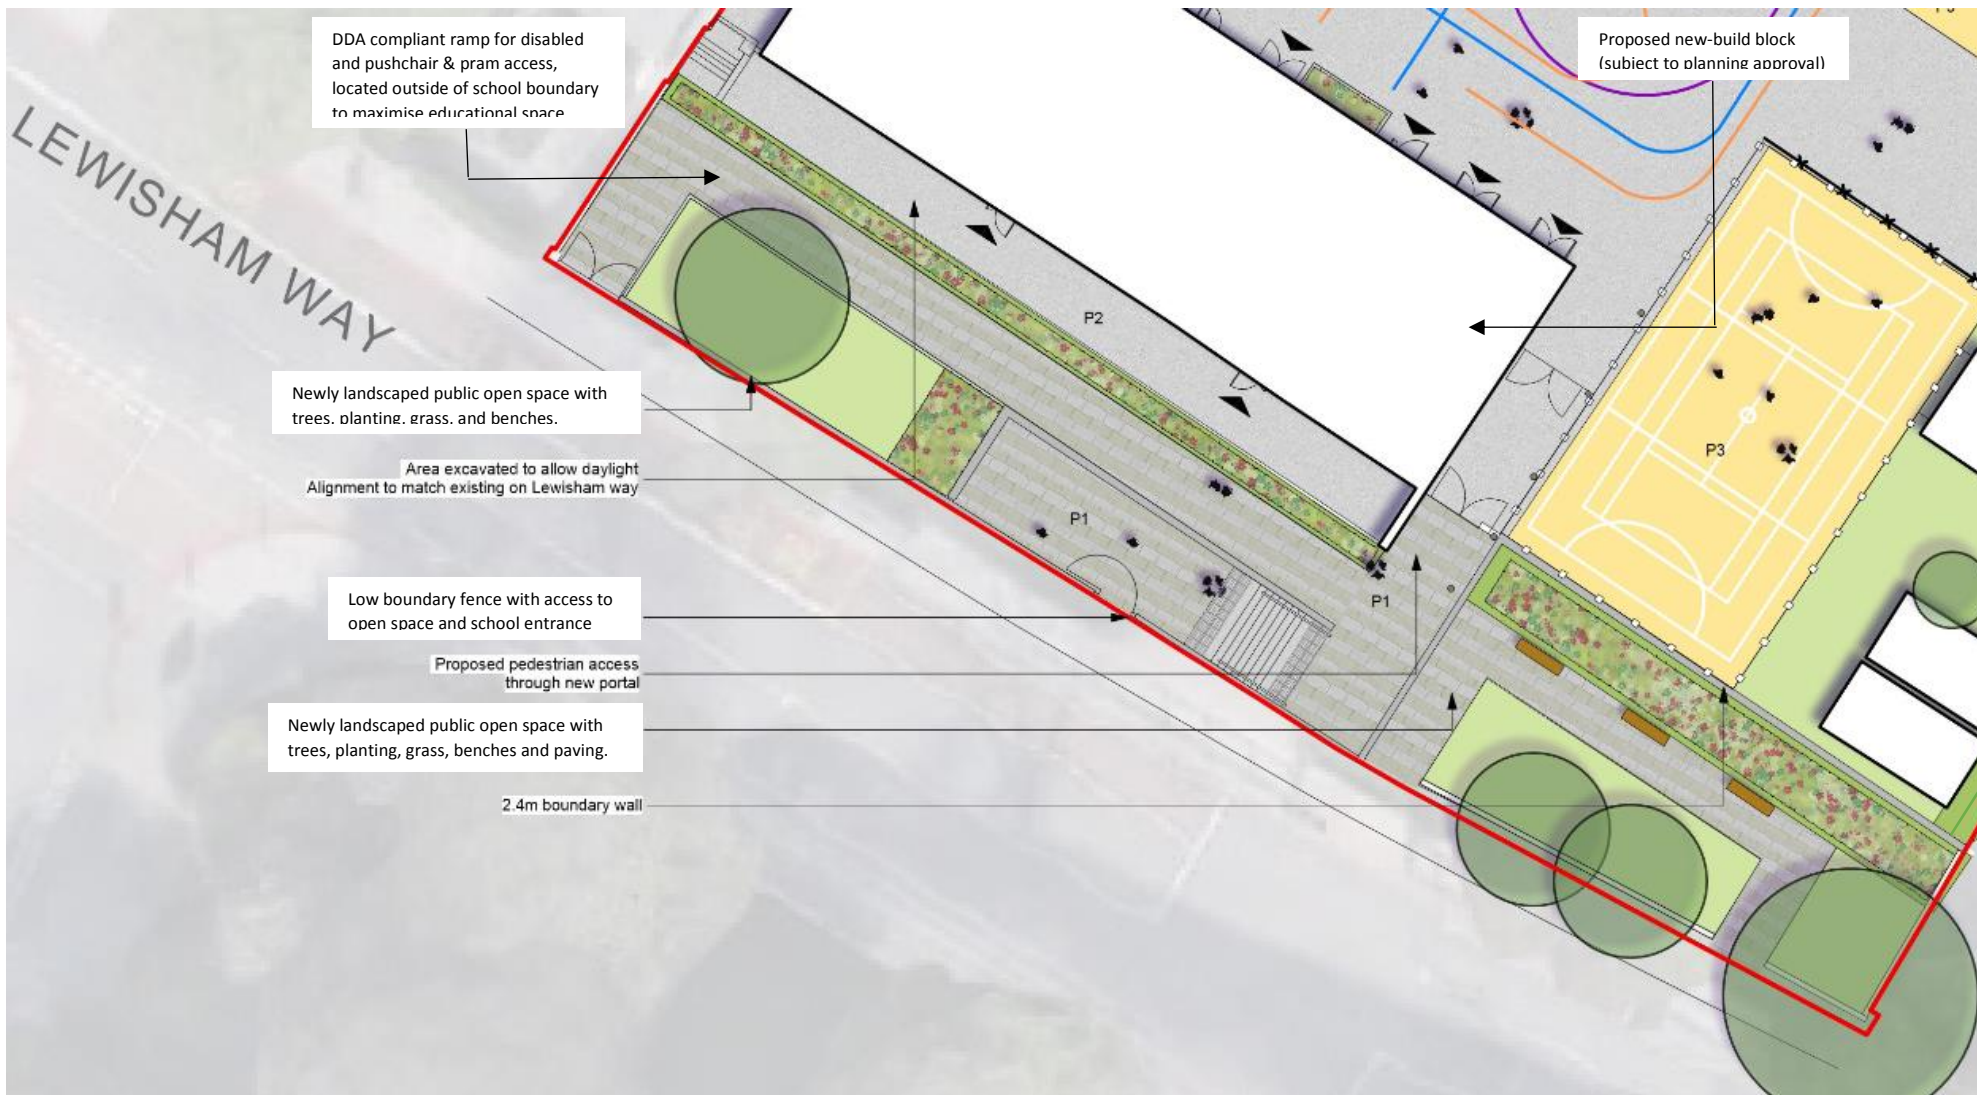 DDA compliant ramp for disabled
and pushchair & pram access,
located outside of school boundary
to maximise educational space
Proposed new-build block
(subject to planning approval)
LEWISHAM WAY
P2
Newly landscaped public open space with
trees, planting, grass, and benches.
Area excavated to allow daylight
Alignment to match existing on Lewisham way
P3
P1
Low boundary fence with access to
open space and school entrance
P1
Proposed pedestrian access
through new portal
Newly landscaped public open space with
trees, planting, grass, benches and paving.
2.4m boundary wall